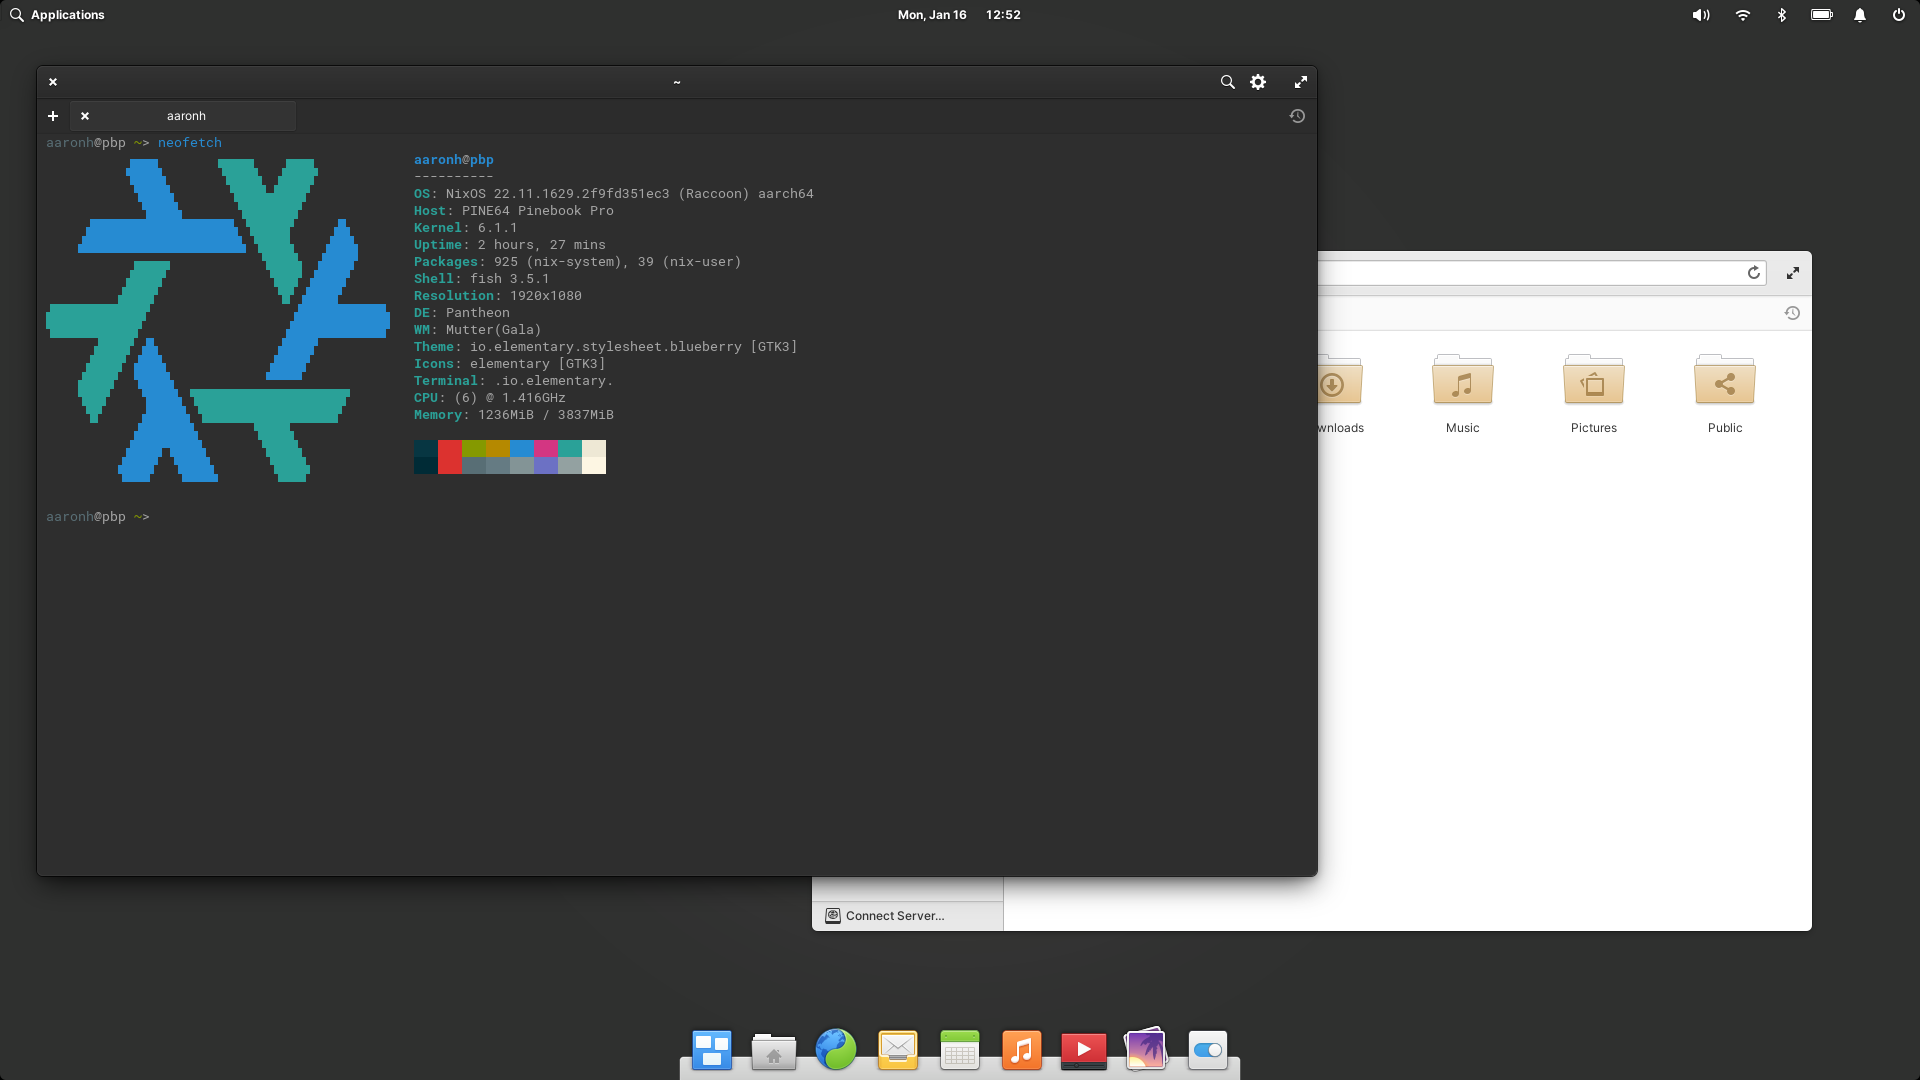 Applications
Mon, Jan 16 12:52
~
aaronh
aaronh@pbp ~> neofetch
aaronh@pbp
----------
OS: NixOS 22.11.1629.2f9fd351ec3 (Raccoon) aarch64
Host: PINE64 Pinebook Pro
Kernel: 6.1.1
Uptime: 2 hours, 27 mins
Packages: 925 (nix-system), 39 (nix-user)
Shell: fish 3.5.1
Resolution: 1920x1080
DE: Pantheon
WM: Mutter(Gala)
Theme: io.elementary.stylesheet.blueberry [GTK3]
Icons: elementary [GTK3]
Terminal: .io.elementary.
CPU: (6) @ 1.416GHz
Memory: 1236MiB / 3837MiB
aaronh@pbp ~>
wnloads
Music
Pictures
Public
Connect Server...